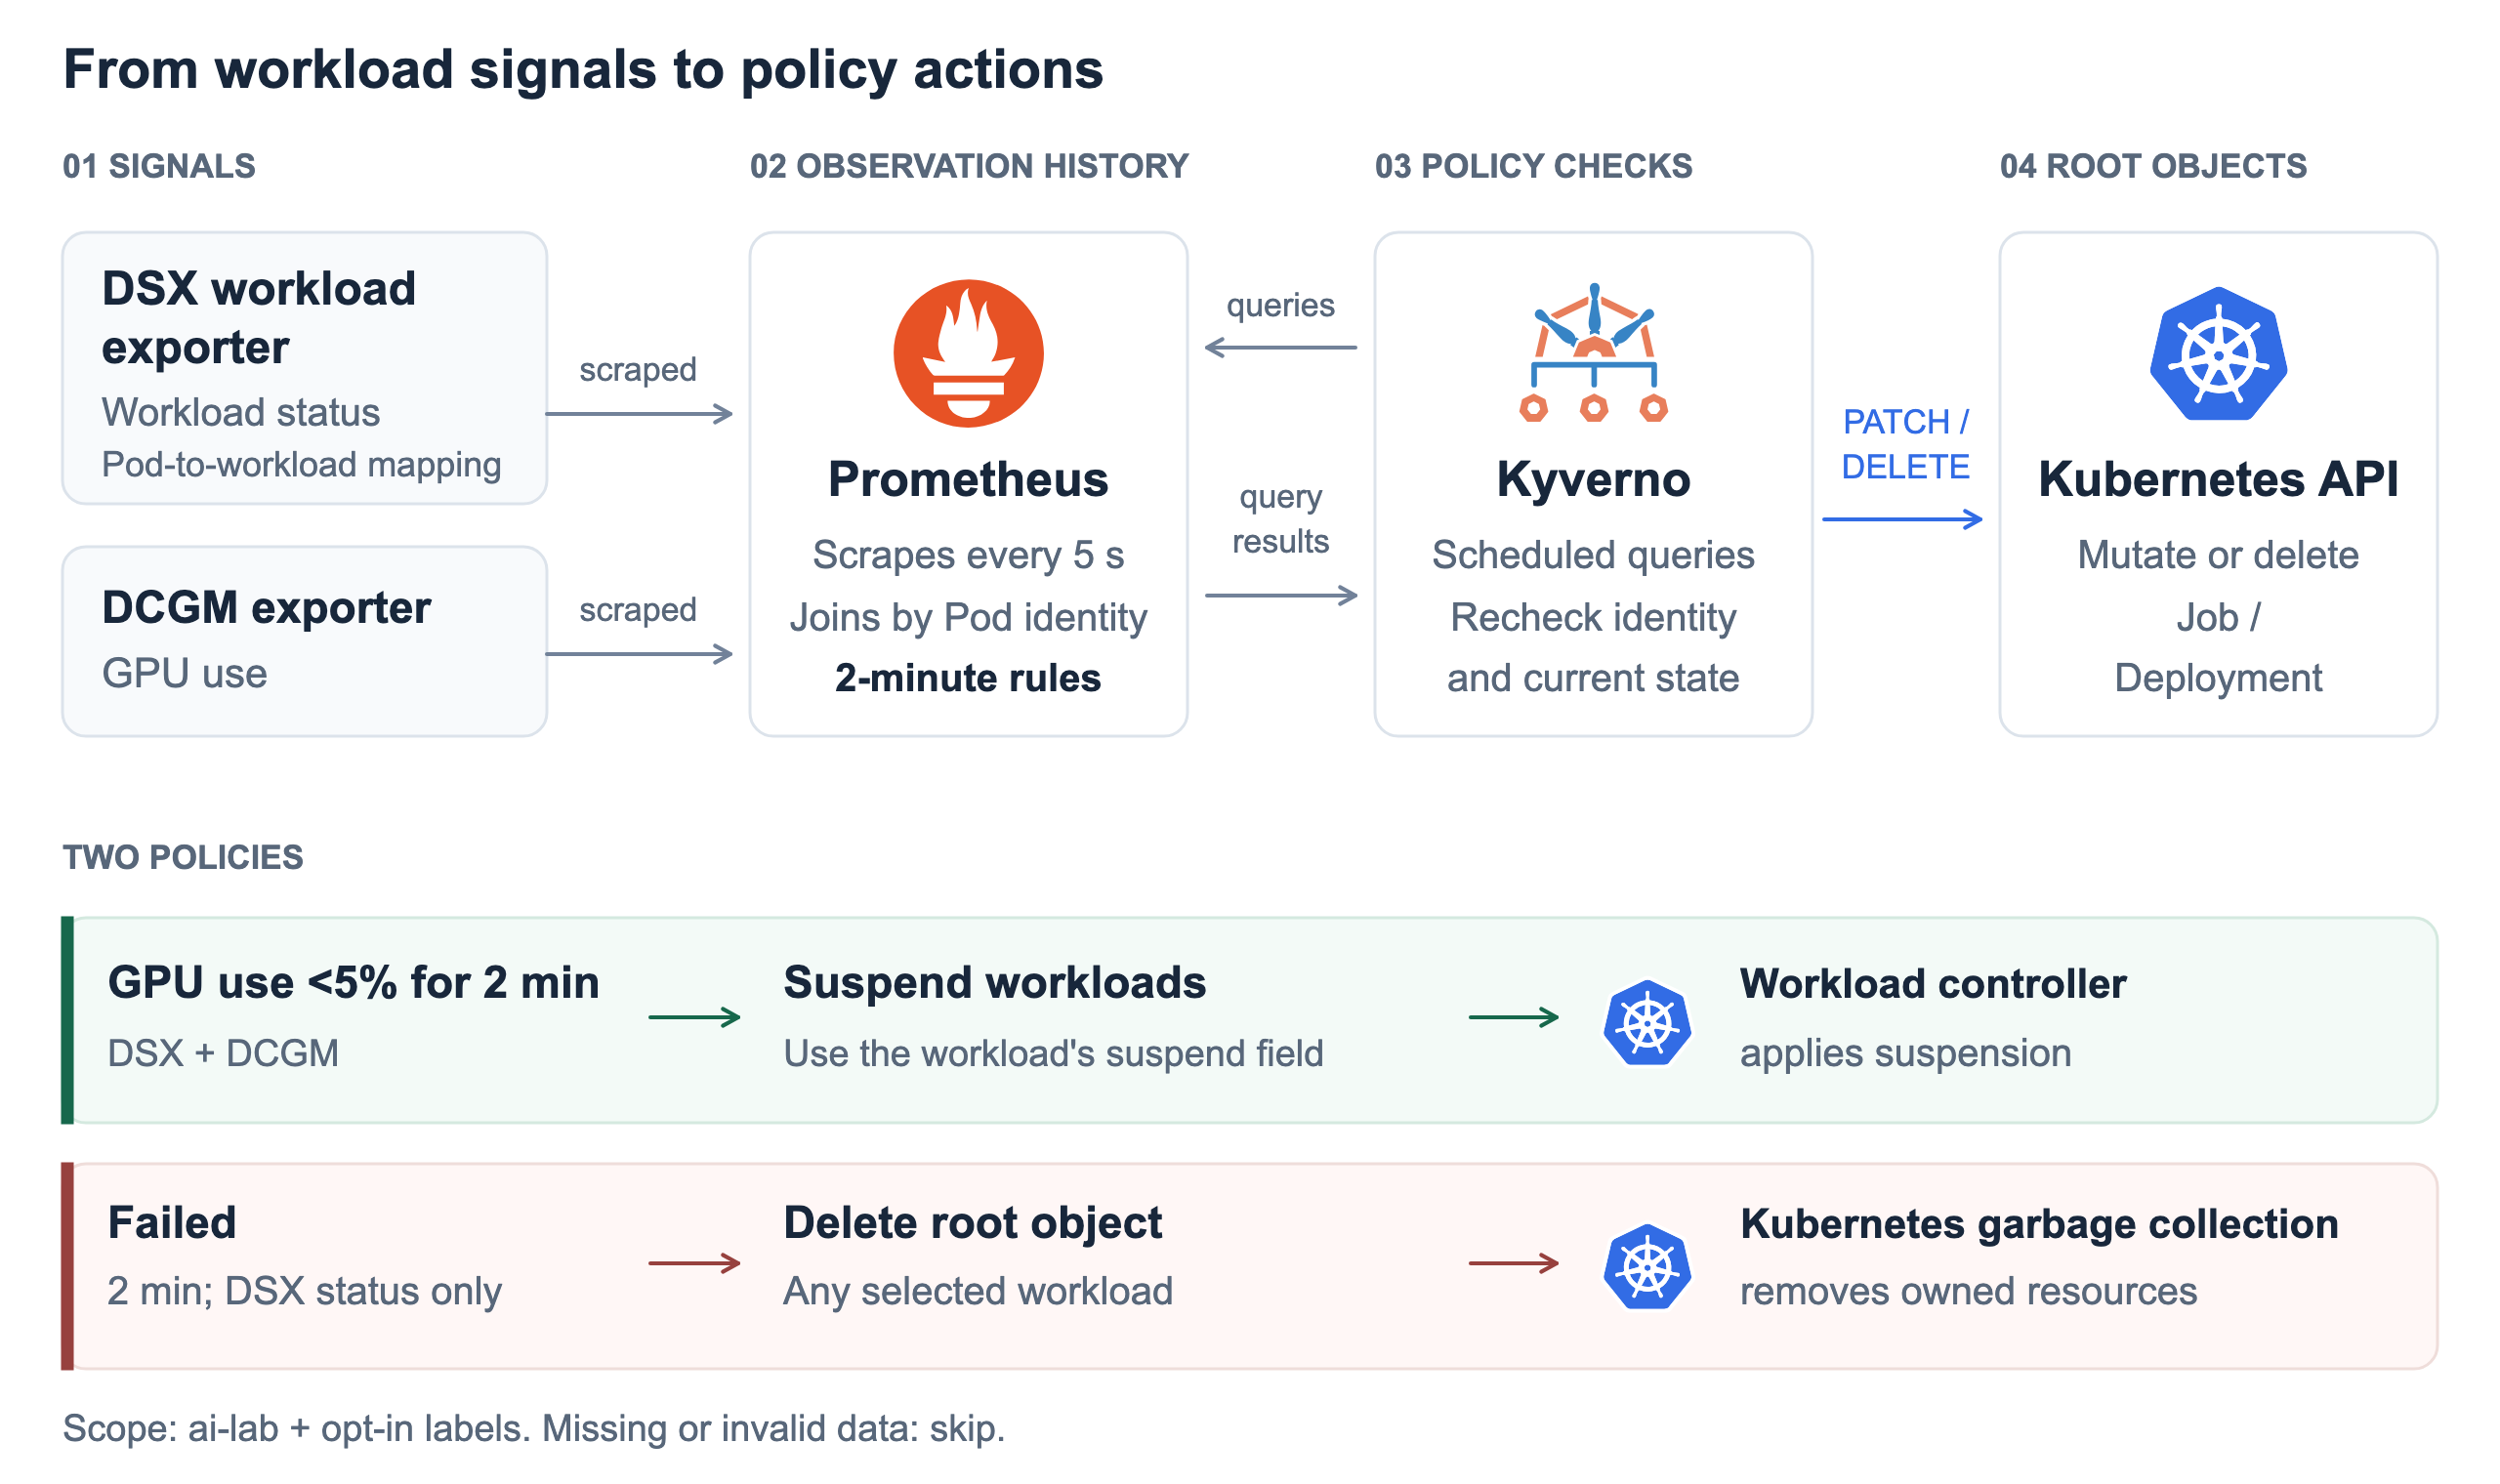 From workload signals to policy actions
01 SIGNALS
DSX workload
exporter
Workload status
Pod-to-workload mapping
DCGM exporter
GPU use
scraped
scraped
02 OBSERVATION HISTORY
Prometheus
Scrapes every 5 s
Joins by Pod identity
2-minute rules
queries
query
results
03 POLICY CHECKS
Kyverno
Scheduled queries
Recheck identity
and current state
PATCH /
DELETE
04 ROOT OBJECTS
Kubernetes API
Mutate or delete
Job /
Deployment
TWO POLICIES
GPU use <5% for 2 min
DSX + DCGM
Suspend workloads
Use the workload's suspend field
Workload controller
applies suspension
Failed
2 min; DSX status only
Delete root object
Any selected workload
Kubernetes garbage collection
removes owned resources
Scope: ai-lab + opt-in labels. Missing or invalid data: skip.